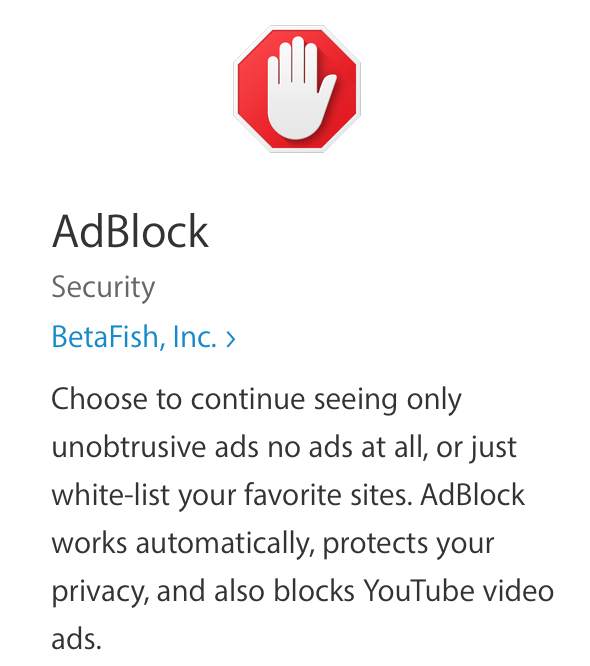 AdBlock
Security
BetaFish, Inc. ›
Choose to continue seeing only
unobtrusive ads no ads at all, or just
white-list your favorite sites. AdBlock
works automatically, protects your
privacy, and also blocks YouTube video
ads.